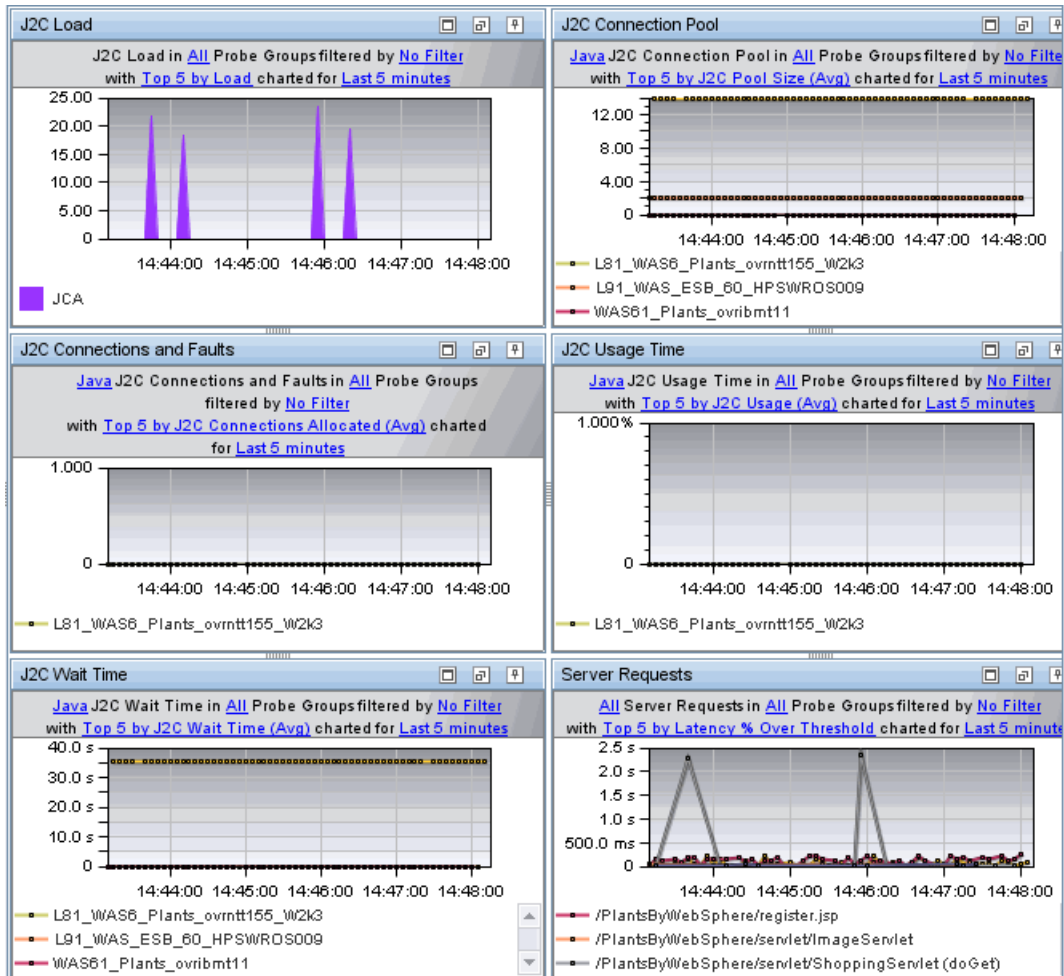 J2C Load
J2C Load in All Probe Groups filtered by No Filter
with Top 5 by Load charted for Last 5 minutes
25.00
20.00
15.00
10.00
5.00
0
14:44:00 14:45:00 14:46:00 14:47:00 14:48:00
JCA
J2C Connection Pool
Java J2C Connection Pool in All Probe Groups filtered by No Filte
with Top 5 by J2C Pool Size (Avg) charted for Last 5 minutes
12.00
8.00
4.00
0
14:44:00 14:45:00 14:46:00 14:47:00 14:48:00
L81_WAS6_Plants_ovrntt155_W2k3
L91_WAS_ESB_60_HPSWROS009
WAS61_Plants_ovribmt11
J2C Connections and Faults
Java J2C Connections and Faults in All Probe Groups
filtered by No Filter
with Top 5 by J2C Connections Allocated (Avg) charted
for Last 5 minutes
1.000
0
14:44:00 14:45:00 14:46:00 14:47:00 14:48:00
L81_WAS6_Plants_ovrntt155_W2k3
J2C Usage Time
Java J2C Usage Time in All Probe Groups filtered by No Filter
with Top 5 by J2C Usage (Avg) charted for Last 5 minutes
1.000%
0
14:44:00 14:45:00 14:46:00 14:47:00 14:48:00
L81_WAS6_Plants_ovrntt155_W2k3
J2C Wait Time
Java J2C Wait Time in All Probe Groups filtered by No Filter
with Top 5 by J2C Wait Time (Avg) charted for Last 5 minutes
40.0 s
30.0 s
20.0 s
10.0 s
0
14:44:00 14:45:00 14:46:00 14:47:00 14:48:00
L81_WAS6_Plants_ovrntt155_W2k3
L91_WAS_ESB_60_HPSWROS009
WAS61_Plants_ovribmt11
Server Requests
All Server Requests in All Probe Groups filtered by No Filter
with Top 5 by Latency % Over Threshold charted for Last 5 minute
2.5 s
2.0 s
1.5 s
1.0 s
500.0 ms
0
14:44:00 14:45:00 14:46:00 14:47:00 14:48:00
/PlantsByWebSphere/register.jsp
/PlantsByWebSphere/servlet/ImageServlet
/PlantsByWebSphere/servlet/ShoppingServlet (doGet)